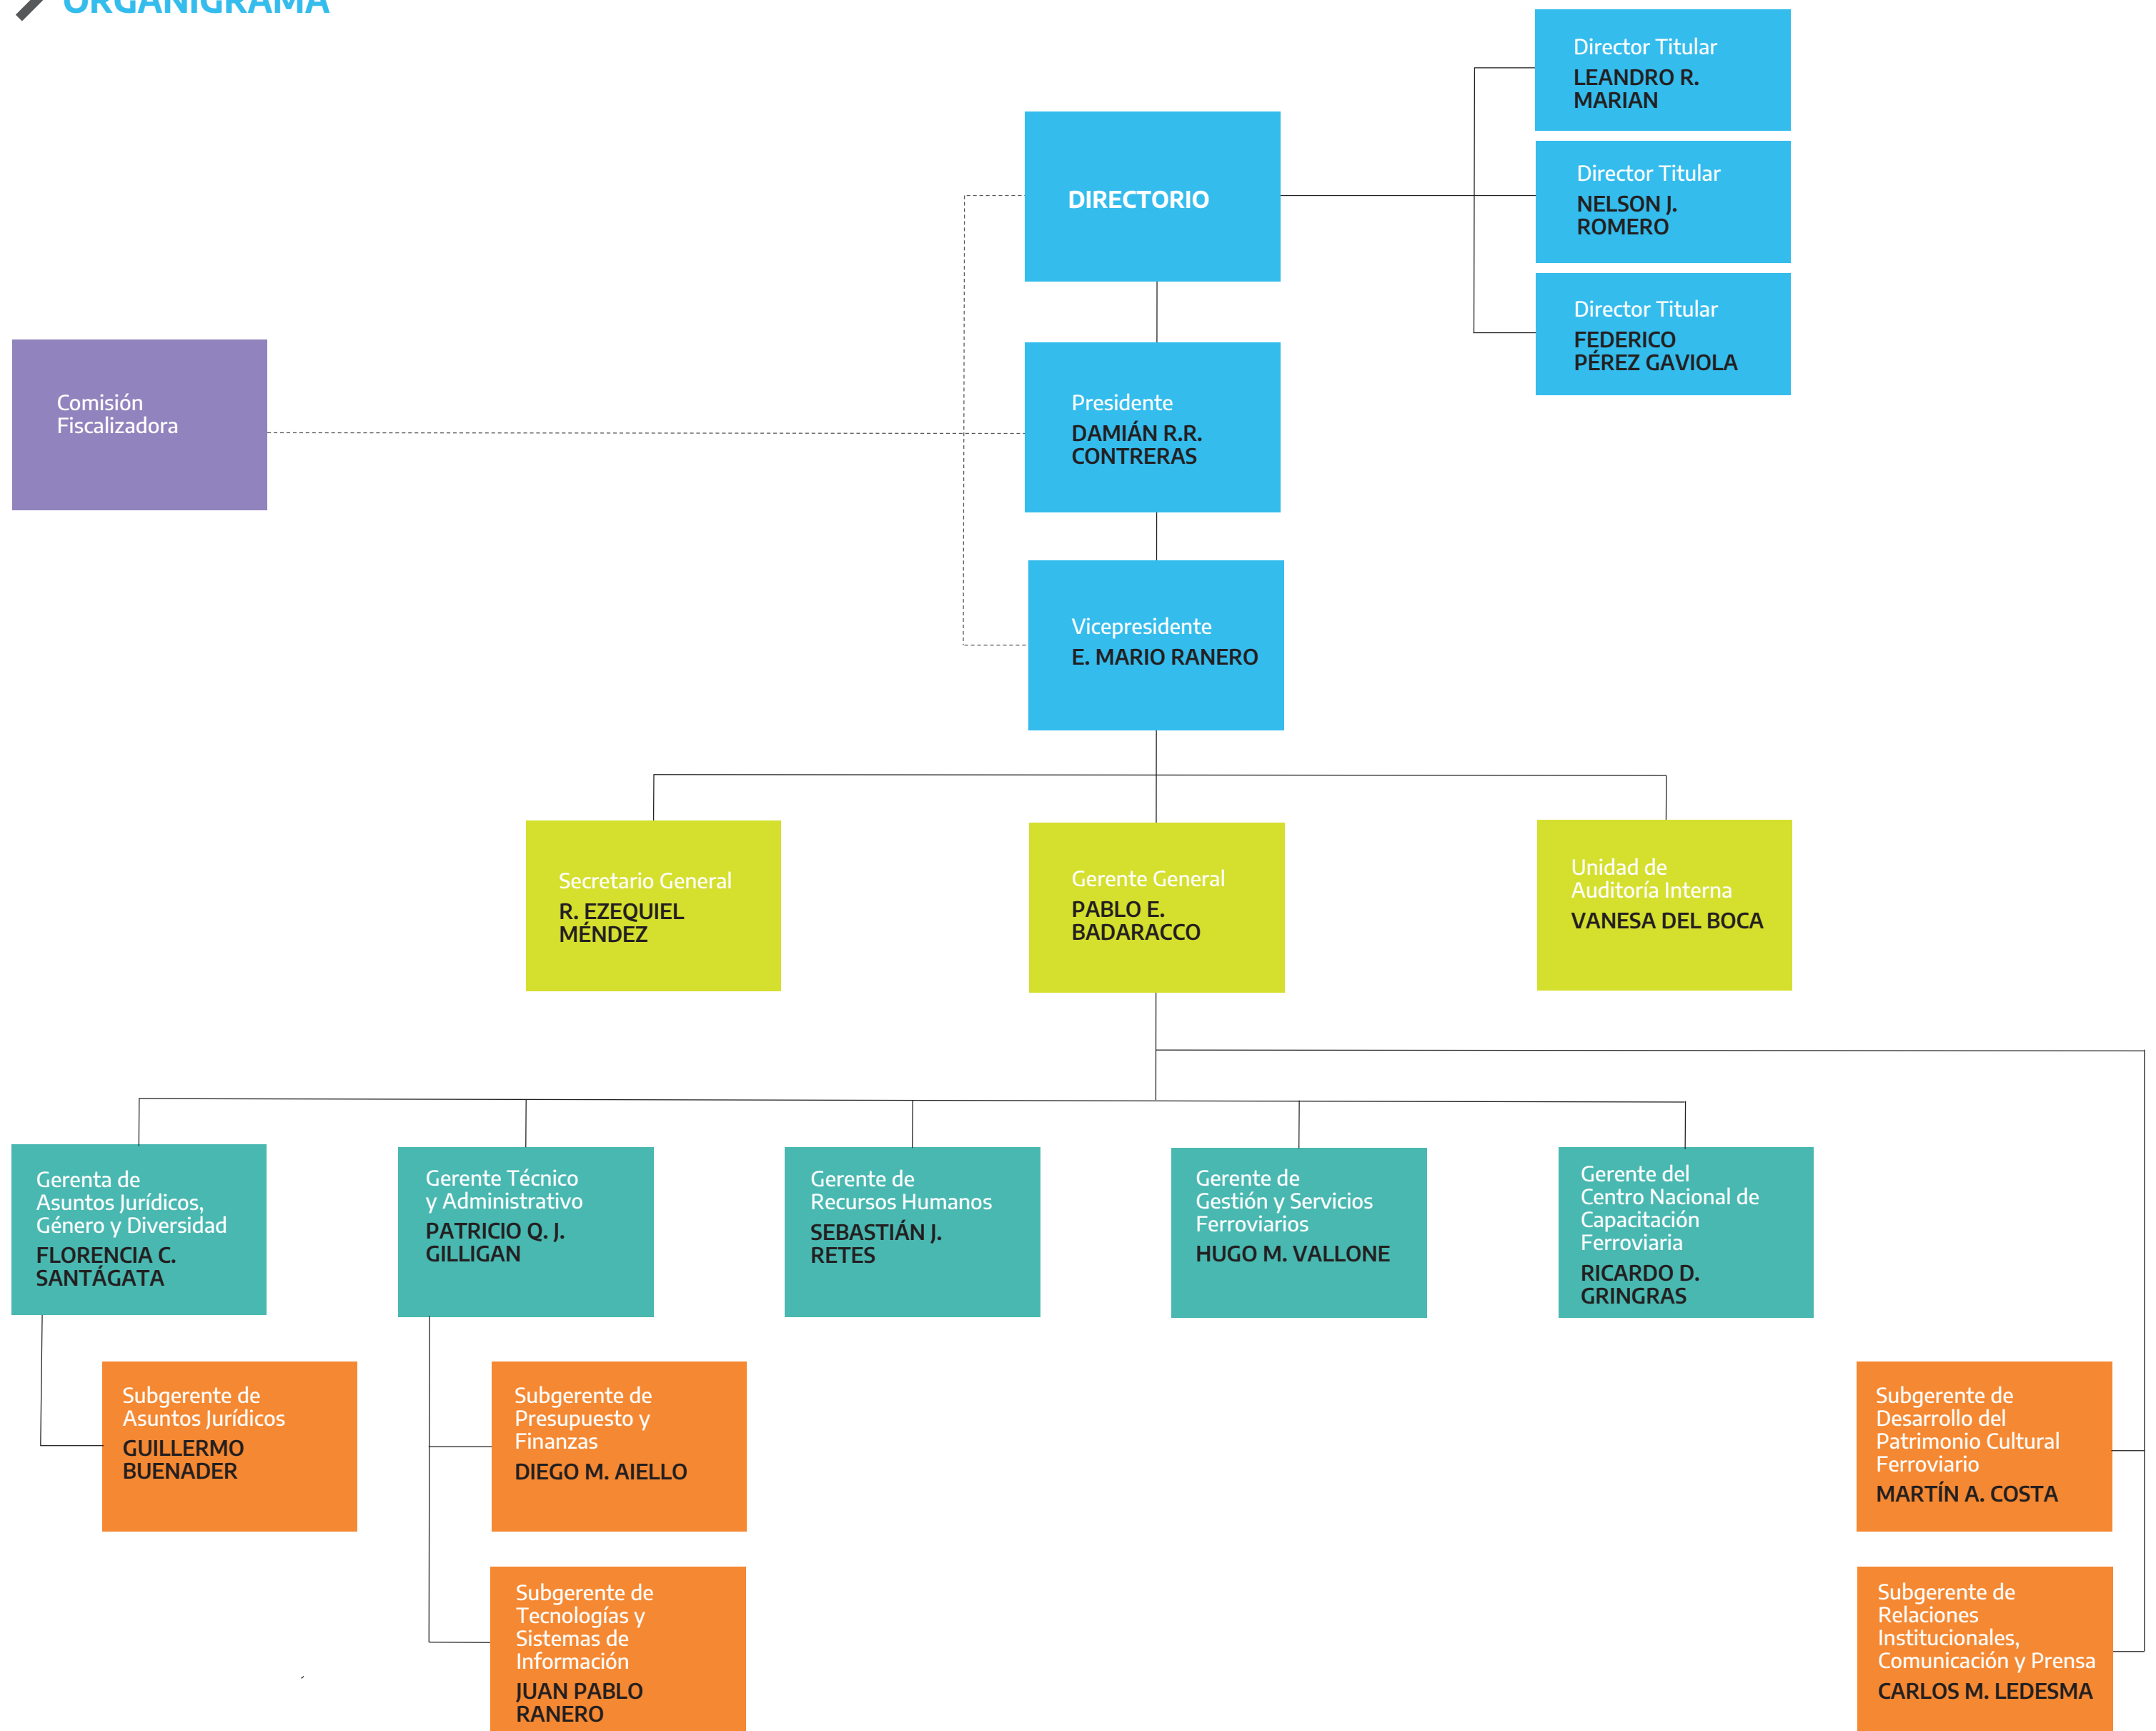 ORGANIGRAMA
Director Titular
LEANDRO R.
MARIAN
DIRECTORIO
Director Titular
NELSON J.
ROMERO
Director Titular
FEDERICO
PÉREZ GAVIOLA
Comisión
Fiscalizadora
Presidente
DAMIÁN R.R.
CONTRERAS
Vicepresidente
E. MARIO RANERO
Secretario General
R. EZEQUIEL
MÉNDEZ
Gerente General
PABLO E.
BADARACCO
Unidad de
Auditoría Interna
VANESA DEL BOCA
Gerenta de
Asuntos Jurídicos,
Género y Diversidad
FLORENCIA C.
SANTÁGATA
Gerente Técnico
y Administrativo
PATRICIO Q. J.
GILLIGAN
Gerente de
Recursos Humanos
SEBASTIÁN J.
RETES
Gerente de
Gestión y Servicios
Ferroviarios
HUGO M. VALLONE
Gerente del
Centro Nacional de
Capacitación
Ferroviaria
RICARDO D.
GRINGRAS
Subgerente de
Asuntos Jurídicos
GUILLERMO
BUENADER
Subgerente de
Presupuesto y
Finanzas
DIEGO M. AIELLO
Subgerente de
Desarrollo del
Patrimonio Cultural
Ferroviario
MARTÍN A. COSTA
Subgerente de
Tecnologías y
Sistemas de
Información
JUAN PABLO
RANERO
Subgerente de
Relaciones
Institucionales,
Comunicación y Prensa
CARLOS M. LEDESMA